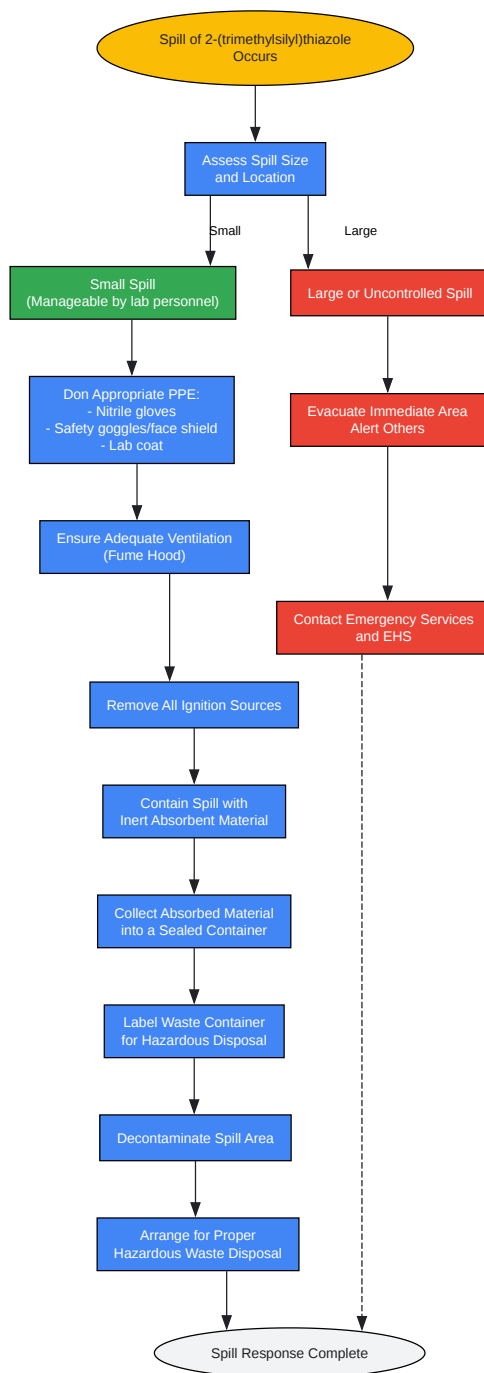 Spill of 2-(trimethylsilyl)thiazole
Occurs
Assess Spill Size
and Location
Small
Large
Small Spill
(Manageable by lab personnel)
Large or Uncontrolled Spill
Don Appropriate PPE:
- Nitrile gloves
- Safety goggles/face shield
- Lab coat
Evacuate Immediate Area
Alert Others
Ensure Adequate Ventilation
(Fume Hood)
Contact Emergency Services
and EHS
Remove All Ignition Sources
Contain Spill with
Inert Absorbent Material
Collect Absorbed Material
into a Sealed Container
Label Waste Container
for Hazardous Disposal
Decontaminate Spill Area
Arrange for Proper
Hazardous Waste Disposal
Spill Response Complete